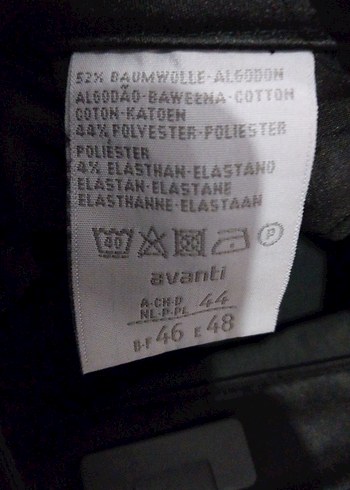 52% BAUMWOLLE-ALGODON
ALGODÃO-BAWEŁNA-COTTON
COTON-KATOEN
44% POLYESTER-POLIESTER
POLIÉSTER
4% ELASTHAN-ELASTANO
ELASTAN-ELASTANE
ELASTHANNE-ELASTAAN
40 P
avanti
A-CH-D 44
NL-P-PL
B-F 46 E 48